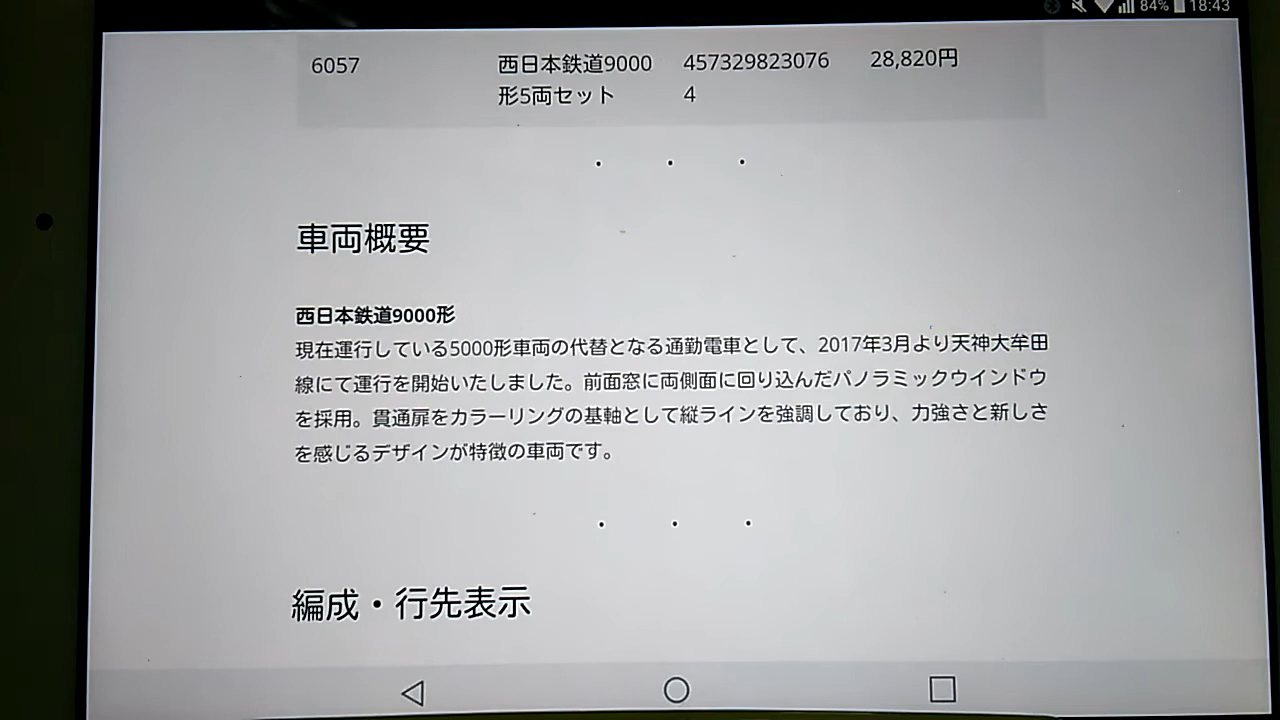 84% 18:43
6057 西日本鉄道9000 457329823076 28,820円
形5両セット 4
・ ・ ・
車両概要
西日本鉄道9000形
現在運行している5000形車両の代替となる通勤電車として、2017年3月より天神大牟田
線にて運行を開始いたしました。前面窓に両側面に回り込んだパノラミックウインドウ
を採用。貫通扉をカラーリングの基軸として縦ラインを強調しており、力強さと新しさ
を感じるデザインが特徴の車両です。
・ ・ ・
編成・行先表示